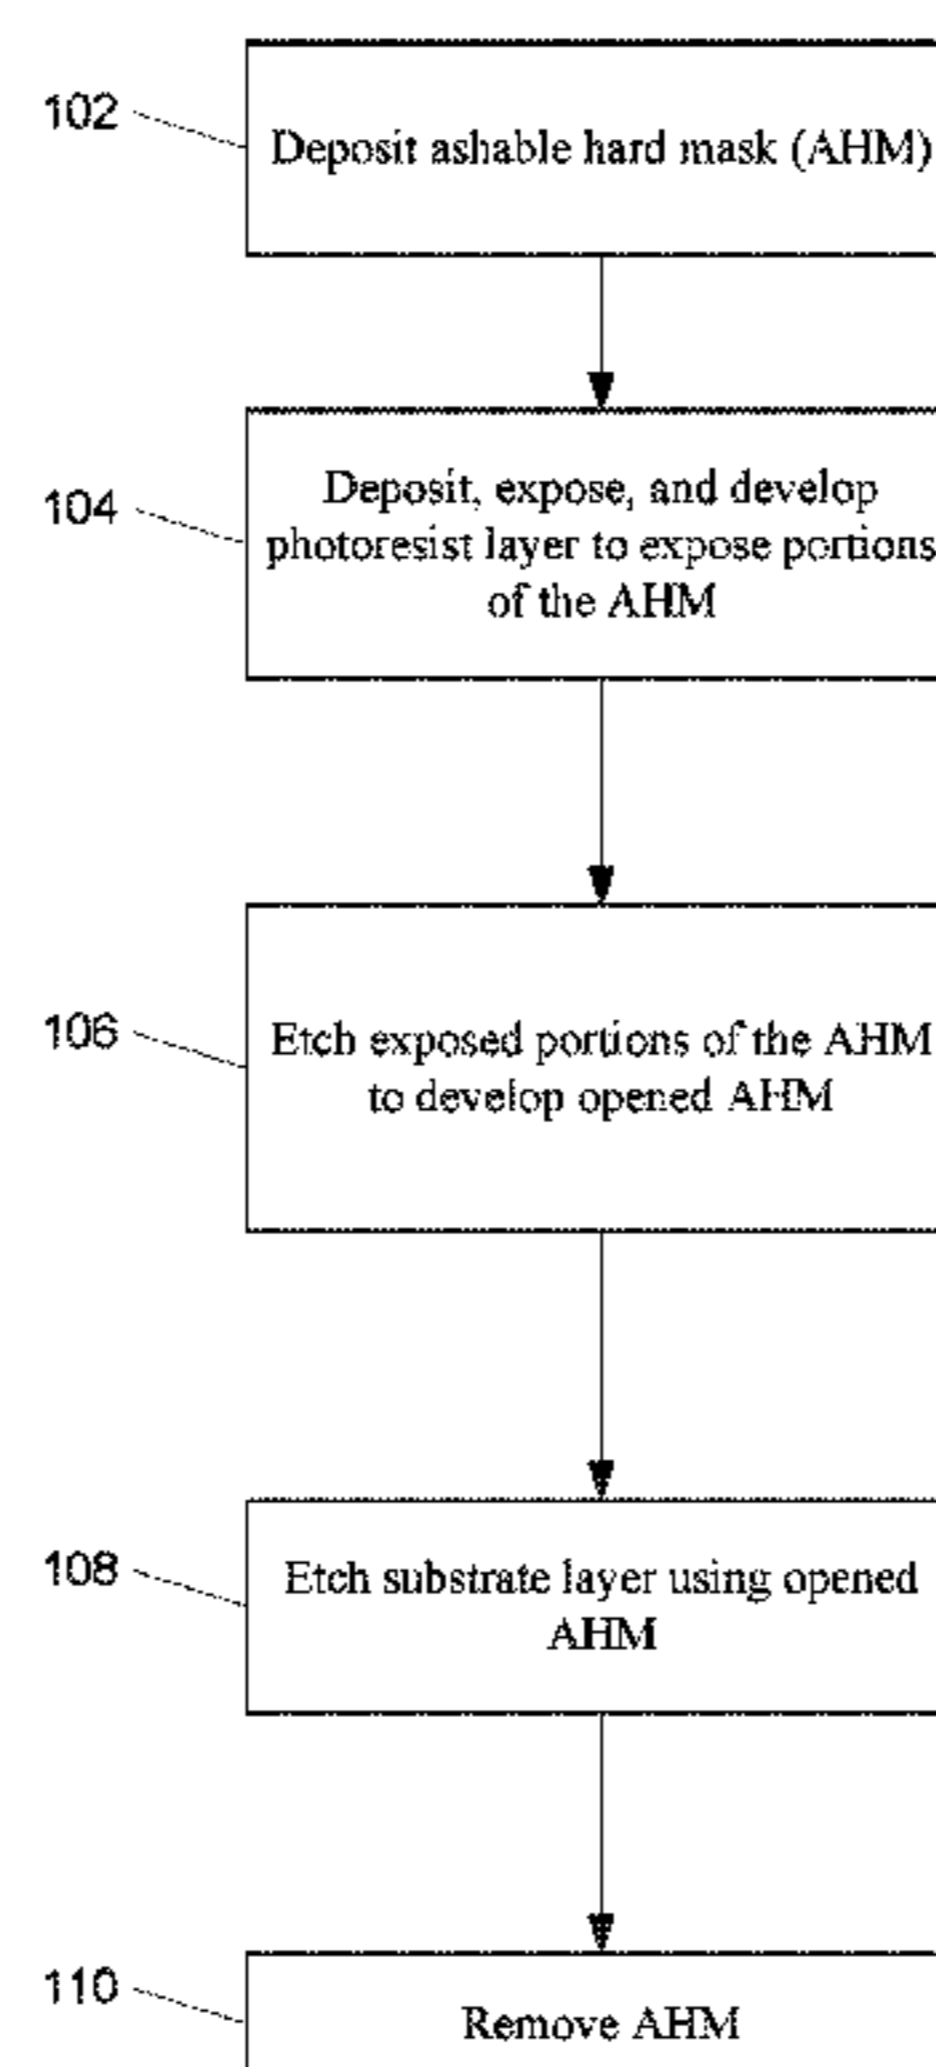 102
Deposit ashable hard mask (AHM)
104
Deposit, expose, and develop
photoresist layer to expose portions
of the AHM
106
Etch exposed portions of the AHM
to develop opened AHM
108
Etch substrate layer using opened
AHM
110
Remove AHM